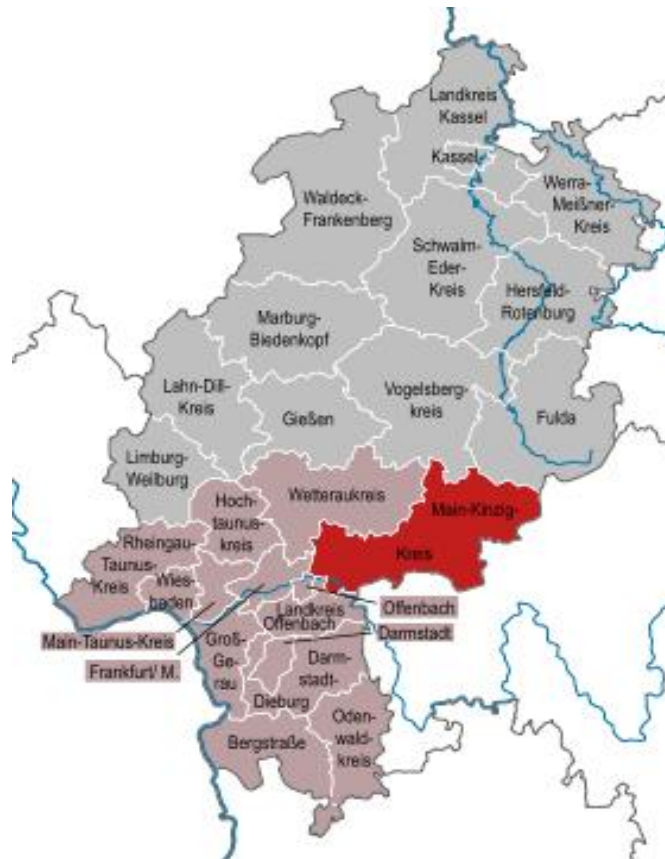 Landkreis
Kassel
Kassel
Werra-
Meißner-
Kreis
Waldeck-
Frankenberg
Schwalm-
Eder-
Kreis
Hersfeld-
Rotenburg
Marburg-
Biedenkopf
Lahn-Dill-
Kreis
Vogelsberg-
kreis
Gießen
Fulda
Limburg-
Weilburg
Wetteraukreis
Hoch-
taunus-
kreis
Main-Kinzig-
Kreis
Rheingau-
Taunus-
Kreis
Wies-
baden
Offenbach
Landkreis
Offenbach
Main-Taunus-Kreis
Darmstadt
Frankfurt/ M.
Groß-
Gerau
Darm-
stadt-
Dieburg
Bergstraße
Oden-
wald-
kreis